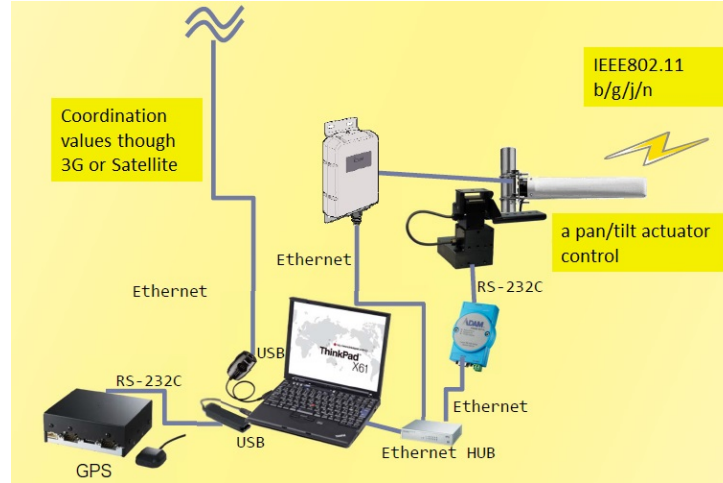 IEEE802.11
b/g/j/n
Coordination
values though
3G or Satellite
a pan/tilt actuator
control
Ethernet
RS-232C
Ethernet
ADAM
USB
ThinkPad
X61
RS-232C
Ethernet
USB
Ethernet HUB
GPS